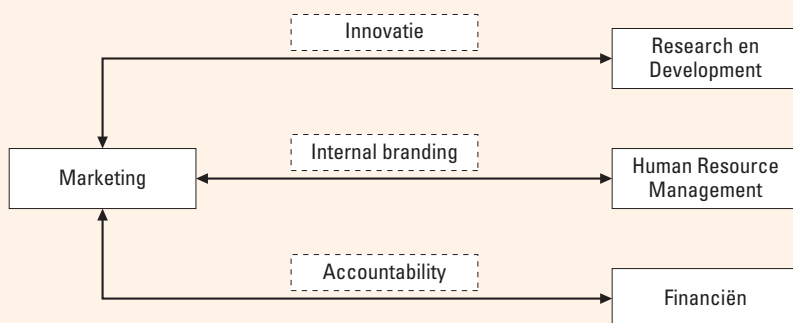 Innovatie
Research en
Development
Internal branding
Marketing
Human Resource
Management
Accountability
Financiën